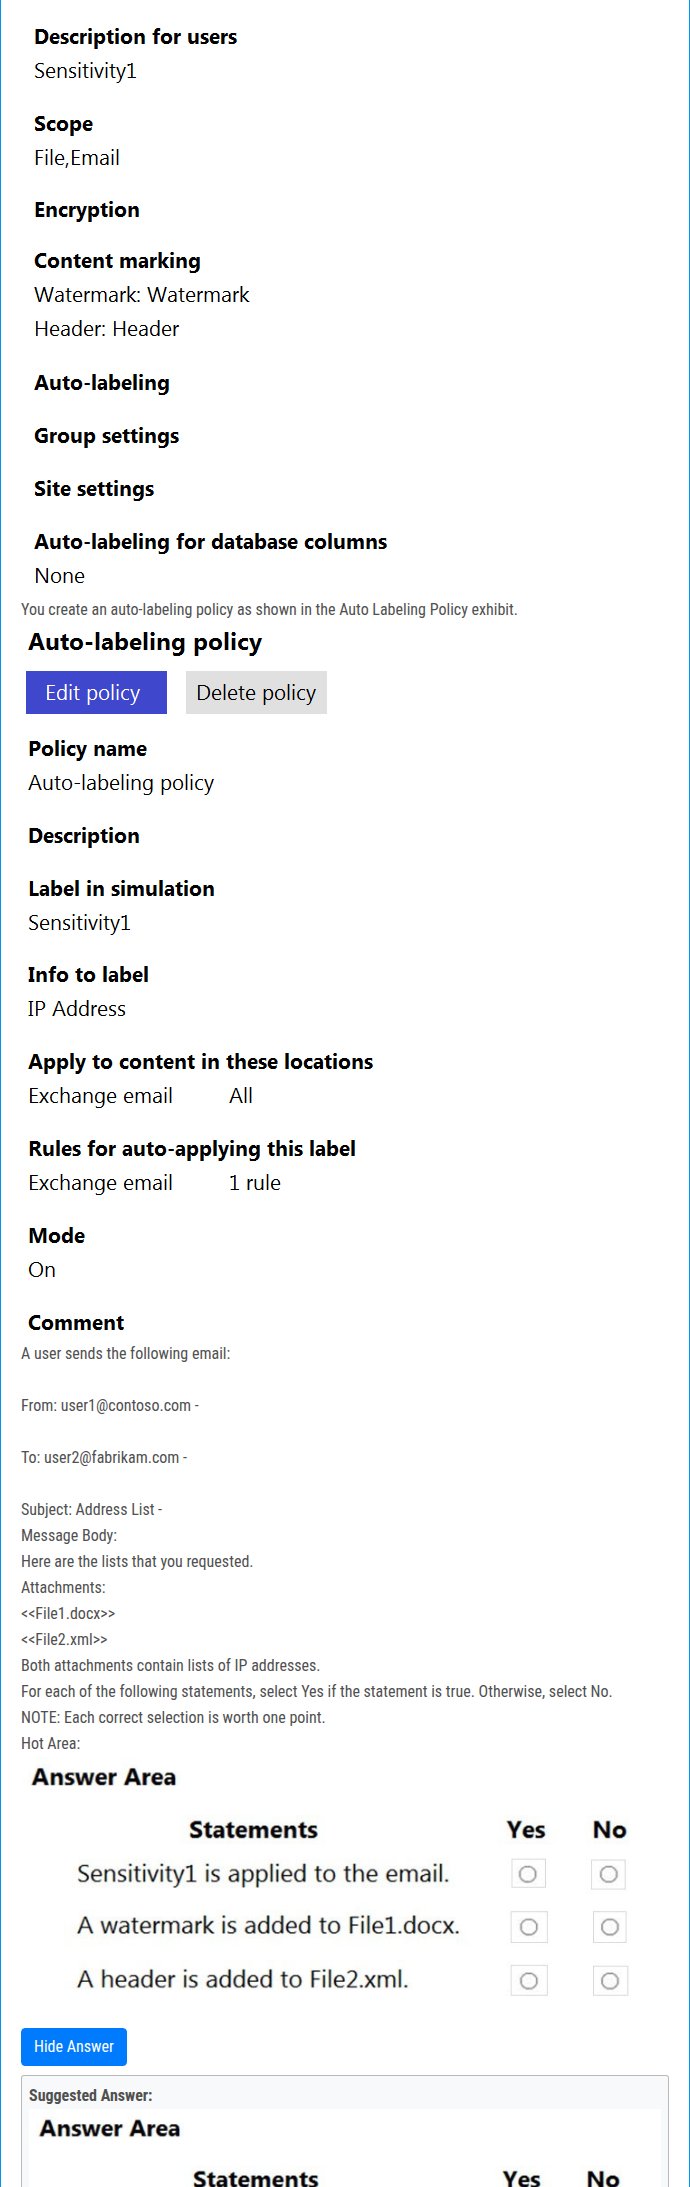 Description for users
Sensitivity1
Scope
File,Email
Encryption
Content marking
Watermark: Watermark
Header: Header
Auto-labeling
Group settings
Site settings
Auto-labeling for database columns
None
You create an auto-labeling policy as shown in the Auto Labeling Policy exhibit.
Auto-labeling policy
Edit policy Delete policy
Policy name
Auto-labeling policy
Description
Label in simulation
Sensitivity1
Info to label
IP Address
Apply to content in these locations
Exchange email All
Rules for auto-applying this label
Exchange email 1 rule
Mode
On
Comment
A user sends the following email:
From: user1@contoso.com -
To: user2@fabrikam.com -
Subject: Address List -
Message Body:
Here are the lists that you requested.
Attachments:
<<File1.docx>>
<<File2.xml>>
Both attachments contain lists of IP addresses.
For each of the following statements, select Yes if the statement is true. Otherwise, select No.
NOTE: Each correct selection is worth one point.
Hot Area:
Answer Area
Statements Yes No
Sensitivity1 is applied to the email.
A watermark is added to File1.docx.
A header is added to File2.xml.
Hide Answer
Suggested Answer:
Answer Area
Statements Yes No